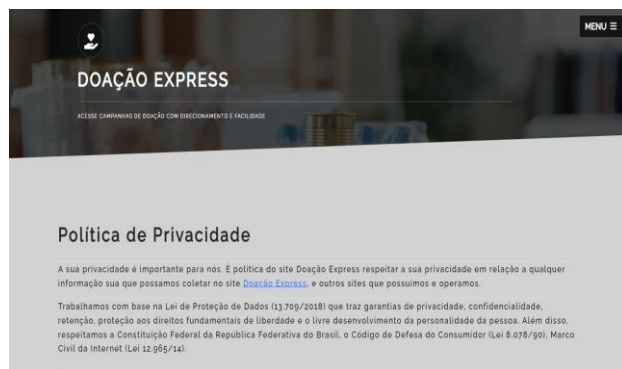 MENU ☰
DOAÇÃO EXPRESS
ACESSE CAMPANHAS DE DOAÇÃO COM DIRECIONAMENTO E FACILIDADE
Política de Privacidade
A sua privacidade é importante para nós. É política do site Doação Express respeitar a sua privacidade em relação a qualquer
informação sua que possamos coletar no site Doação Express, e outros sites que possuímos e operamos.
Trabalhamos com base na Lei de Proteção de Dados (13.709/2018) que traz garantias de privacidade, confidencialidade,
retenção, proteção aos direitos fundamentais de liberdade e o livre desenvolvimento da personalidade da pessoa. Além disso,
respeitamos a Constituição Federal da República Federativa do Brasil, o Código de Defesa do Consumidor (Lei 8.078/90), Marco
Civil da Internet (Lei 12.965/14).